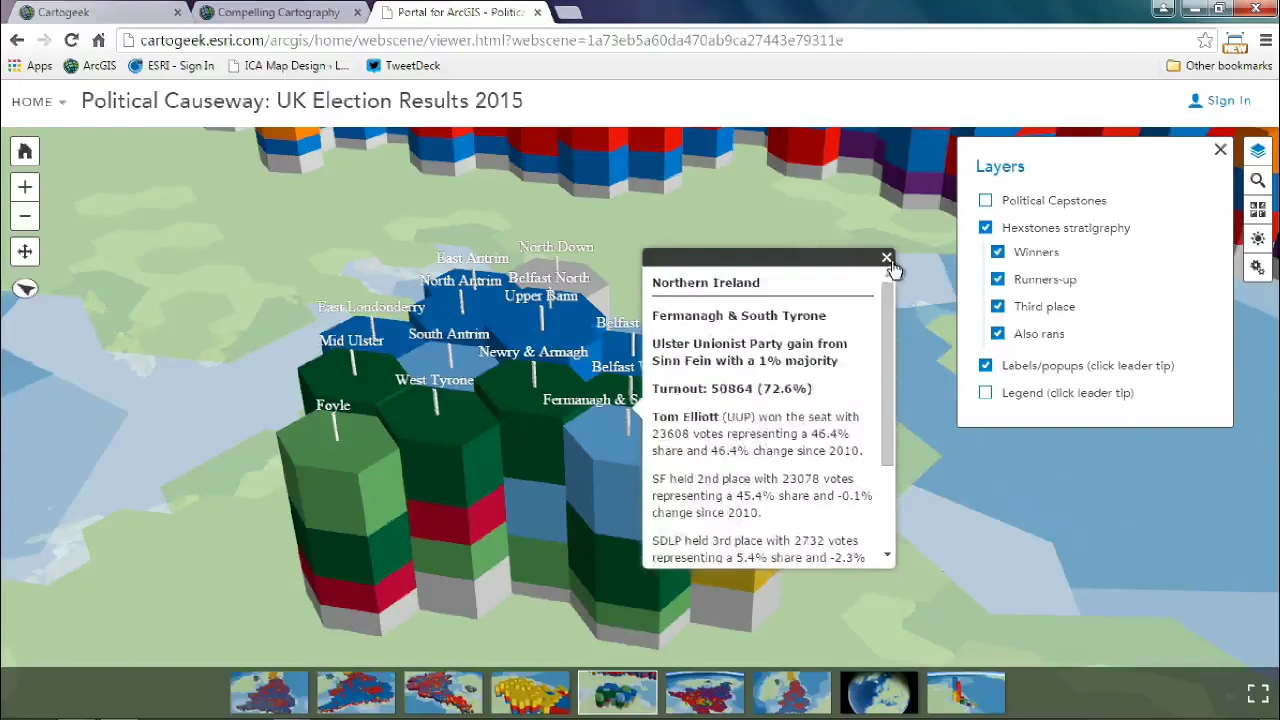 Cartogeek
Compelling Cartography
Portal for ArcGIS - Politic
cartogeek.esri.com/arcgis/home/webscene/viewer.html?webscene=1a73eb5a60da470ab9ca27443e79311e
NEW
Apps
ArcGIS
ESRI - Sign In
ICA Map Design › L...
TweetDeck
Other bookmarks
HOME
Political Causeway: UK Election Results 2015
Sign In
Layers
Political Capstones
Hexstones stratigraphy
Winners
Runners-up
Third place
Also rans
Labels/popups (click leader tip)
Legend (click leader tip)
North Down
East Antrim
North Antrim
Belfast North
Upper Bann
East Londonderry
Belfast
South Antrim
Mid Ulster
Newry & Armagh
Belfast
West Tyrone
Fermanagh & S
Foyle
Northern Ireland
Fermanagh & South Tyrone
Ulster Unionist Party gain from
Sinn Fein with a 1% majority
Turnout: 50864 (72.6%)
Tom Elliott (UUP) won the seat with
23608 votes representing a 46.4%
share and 46.4% change since 2010.
SF held 2nd place with 23078 votes
representing a 45.4% share and -0.1%
change since 2010.
SDLP held 3rd place with 2732 votes
representing a 5.4% share and -2.3%